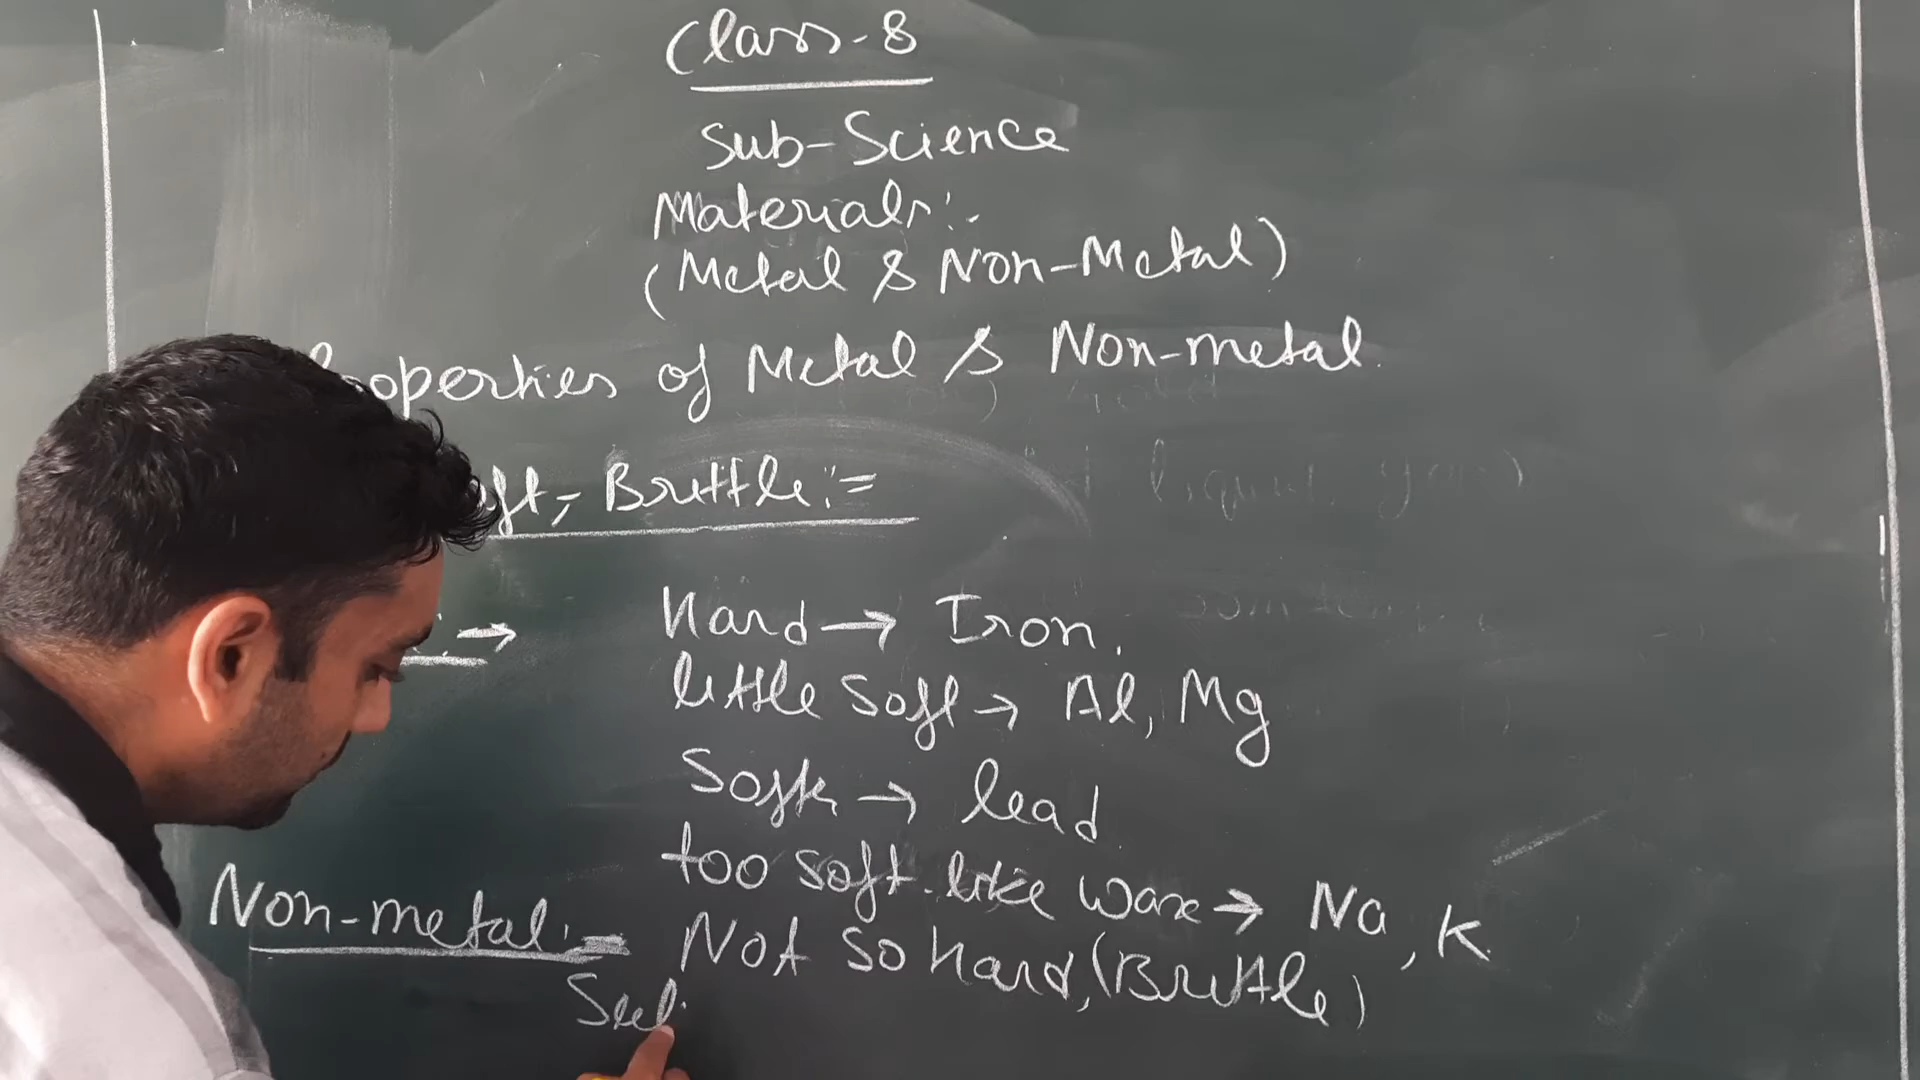 Class-8
Sub-Science
Materials:-
(Metal & Non-Metal)
Properties of Metal & Non-metal.
Brittle:=
→ Hard → Iron.
little soft → Al, Mg
Soft → lead
too soft like wax → Na, K
Non-metal:- Not so hard, (Brittle)